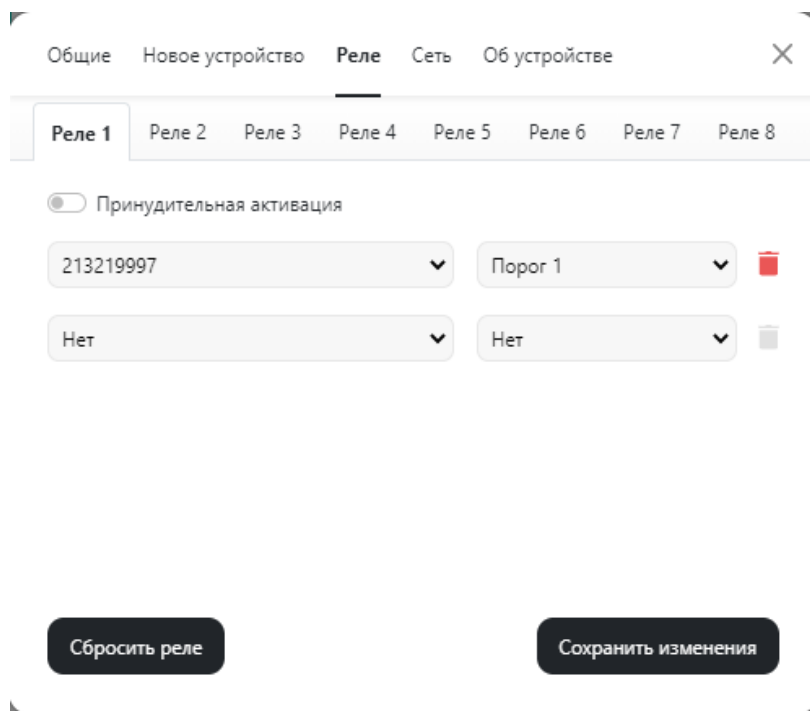 Общие Новое устройство Реле Сеть Об устройстве
Реле 1 Реле 2 Реле 3 Реле 4 Реле 5 Реле 6 Реле 7 Реле 8
Принудительная активация
213219997 Порог 1
Нет Нет
Сбросить реле Сохранить изменения